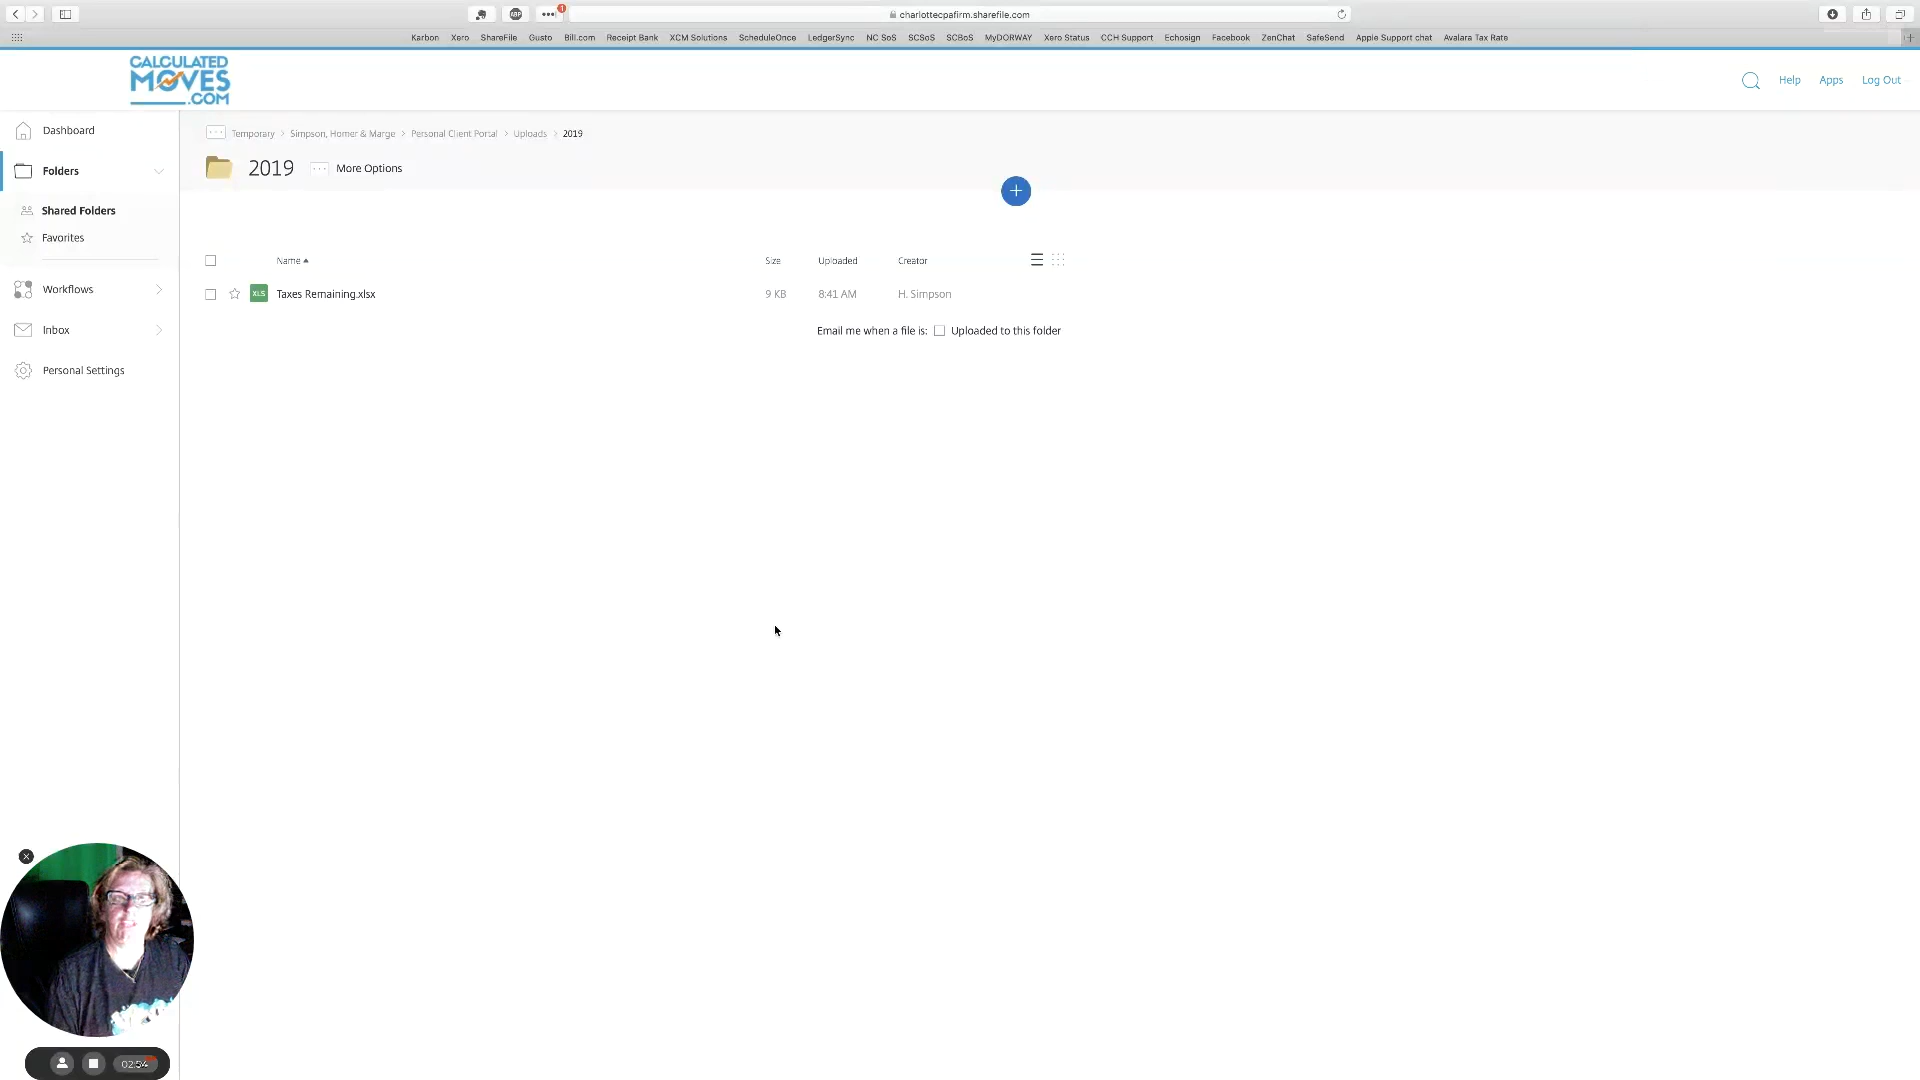 ABP
1
charlottecpafirm.sharefile.com
Karbon Xero ShareFile Gusto Bill.com Receipt Bank XCM Solutions ScheduleOnce LedgerSync NC SoS SCSoS SCBoS MyDORWAY Xero Status CCH Support Echosign Facebook ZenChat SafeSend Apple Support chat Avalara Tax Rate
CALCULATED
MOVES
.COM
Help Apps Log Out
Dashboard
Folders
Shared Folders
Favorites
Workflows
Inbox
Personal Settings
Temporary > Simpson, Homer & Marge > Personal Client Portal > Uploads > 2019
2019 More Options
Name Size Uploaded Creator
XLS Taxes Remaining.xlsx 9 KB 8:41 AM H. Simpson
Email me when a file is: Uploaded to this folder
02:54